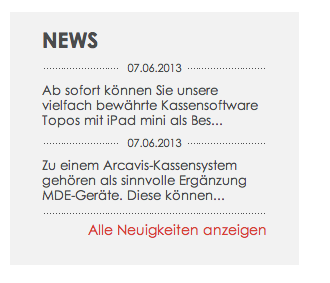 NEWS
07.06.2013
Ab sofort können Sie unsere
vielfach bewährte Kassensoftware
Topos mit iPad mini als Bes...
07.06.2013
Zu einem Arcavis-Kassensystem
gehören als sinnvolle Ergänzung
MDE-Geräte. Diese können...
Alle Neuigkeiten anzeigen